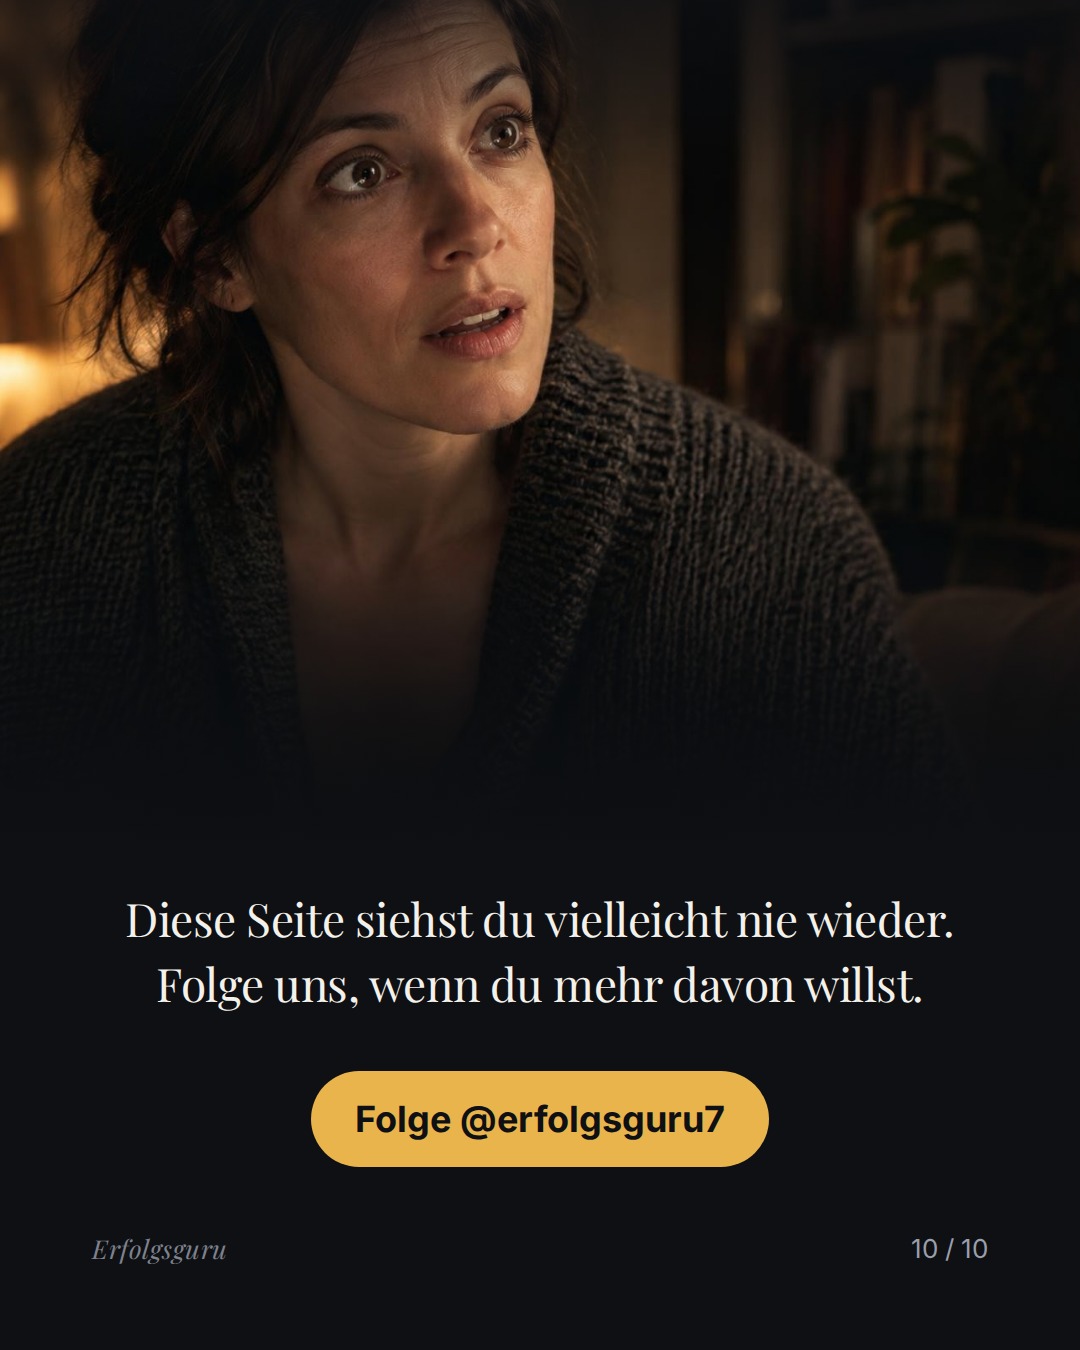 Diese Seite siehst du vielleicht nie wieder.
Folge uns, wenn du mehr davon willst.
Folge @erfolgsguru7
Erfolgsguru
10 / 10